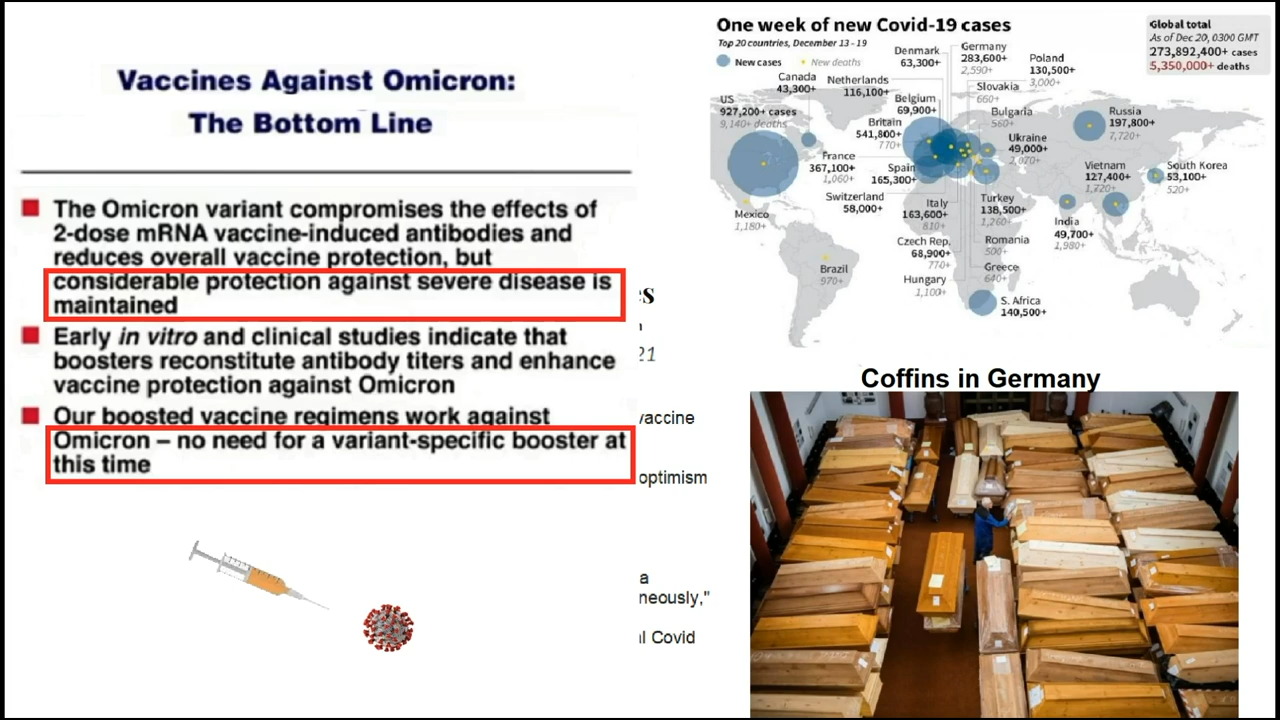 Vaccines Against Omicron:
The Bottom Line
The Omicron variant compromises the effects of
2-dose mRNA vaccine-induced antibodies and
reduces overall vaccine protection, but
considerable protection against severe disease is
maintained
Early in vitro and clinical studies indicate that
boosters reconstitute antibody titers and enhance
vaccine protection against Omicron
Our boosted vaccine regimens work against
Omicron – no need for a variant-specific booster at
this time
21
vaccine
optimism
a
neously,"
Covid
One week of new Covid-19 cases
Top 20 countries, December 13 - 19
New cases
New deaths
Global total
As of Dec 20, 0300 GMT
273,892,400+ cases
5,350,000+ deaths
Canada
43,300+
US
927,200+ cases
9,140+ deaths
Mexico
1,180+
Brazil
970+
Denmark
63,300+
Netherlands
116,100+
Belgium
69,900+
Britain
541,800+
770+
France
367,100+
1,060+
Spain
165,300+
Switzerland
58,000+
Italy
163,600+
810+
Czech Rep,
68,900+
770+
Hungary
1,100+
Germany
283,600+
2,590+
Poland
130,500+
3,000+
Slovakia
660+
Bulgaria
560+
Ukraine
49,000+
2,070+
Turkey
138,500+
1,260+
Romania
500+
Greece
640+
Russia
197,800+
7,720+
Vietnam
127,400+
1,720+
South Korea
53,100+
520+
India
49,700+
1,980+
S. Africa
140,500+
Coffins in Germany